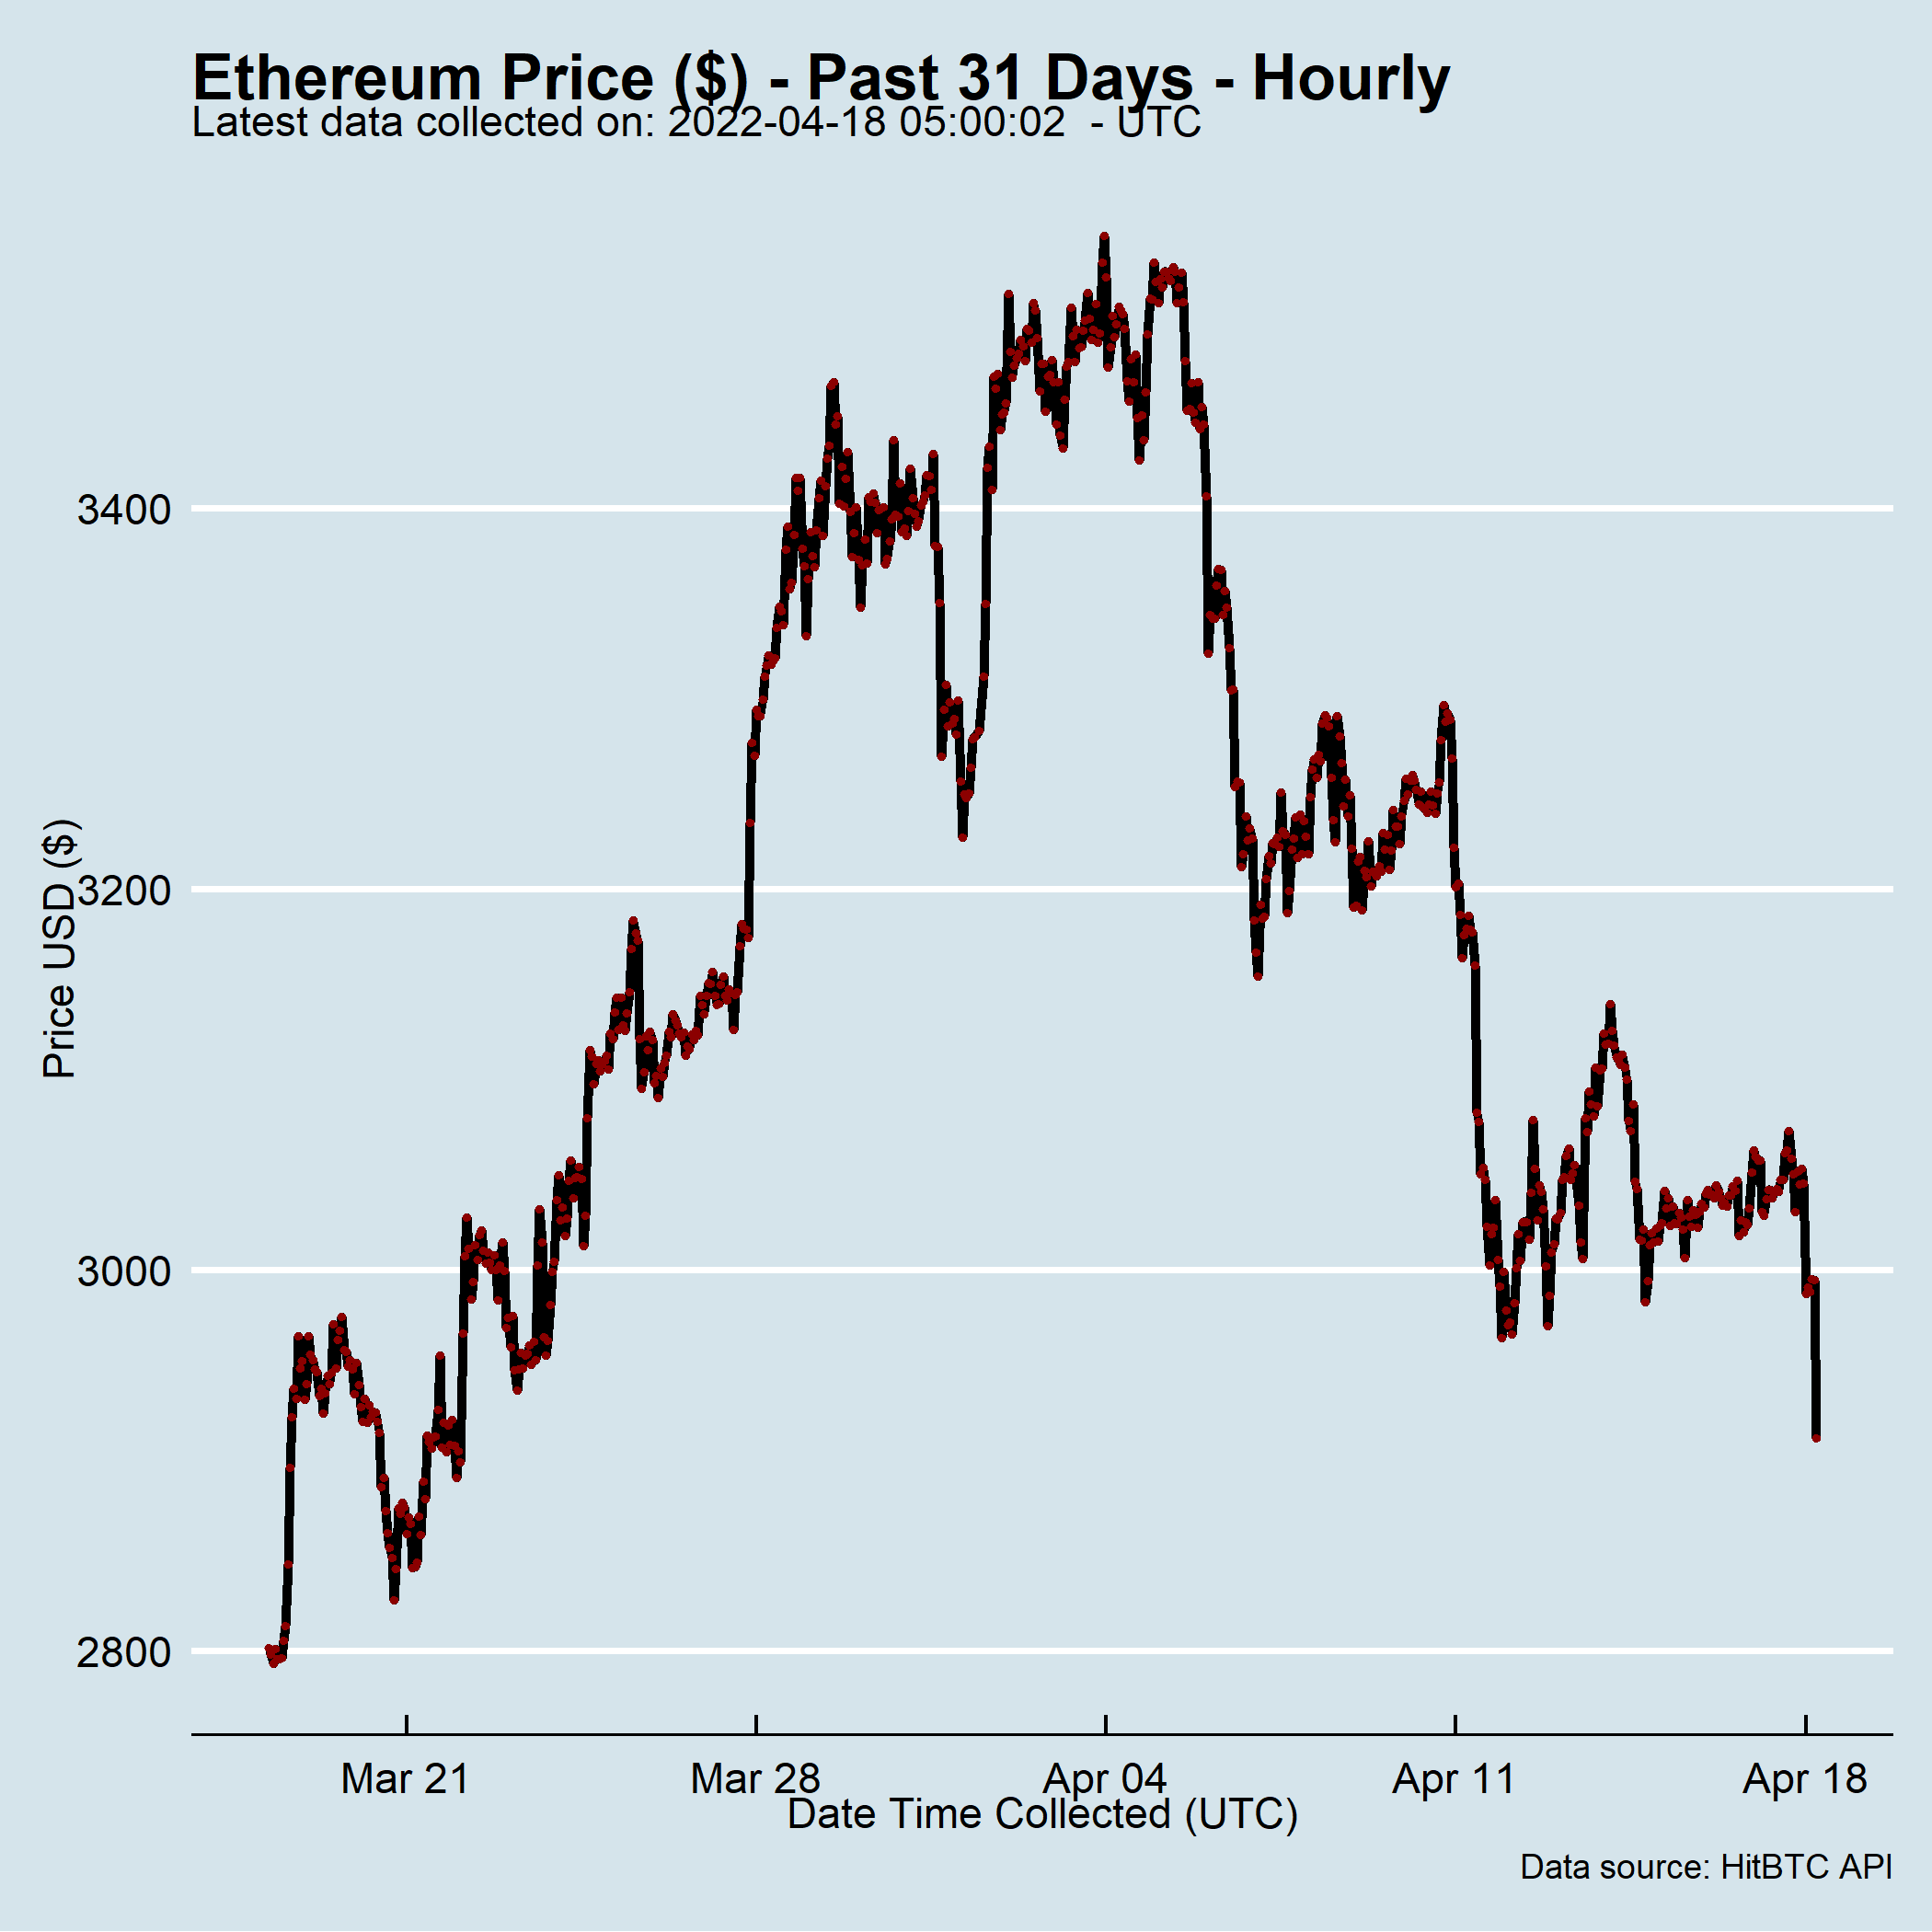 Ethereum Price ($) - Past 31 Days - Hourly
Latest data collected on: 2022-04-18 05:00:02  - UTC
3400
3200
3000
2800
Price USD ($)
Mar 21
Mar 28
Apr 04
Apr 11
Apr 18
Date Time Collected (UTC)
Data source: HitBTC API